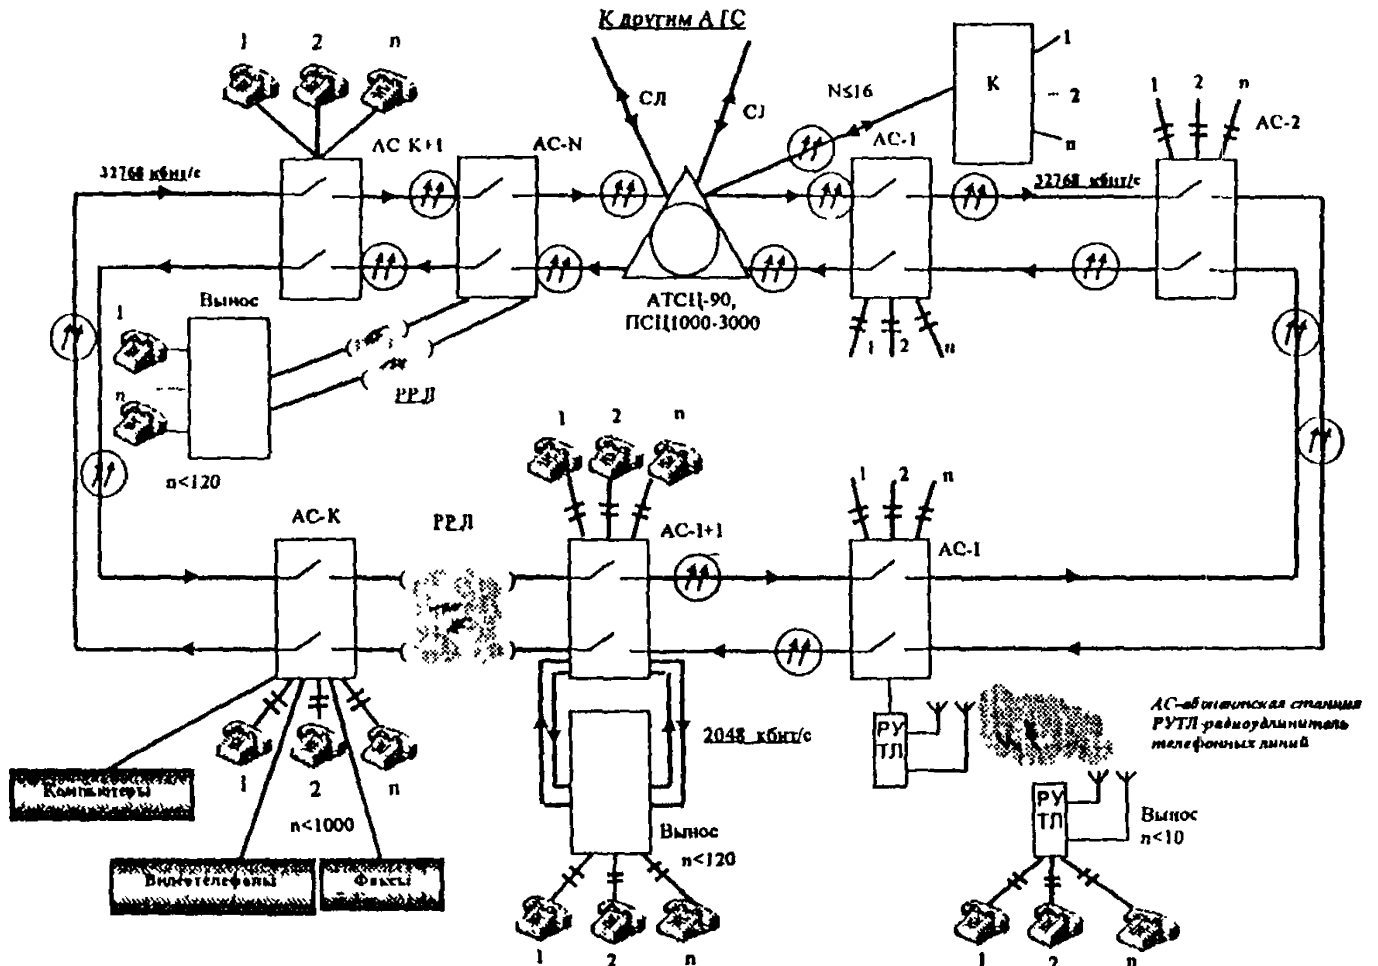 К другим АТС
1 2 n
СЛ
СЛ
N≤16
К
1
2
n
1 2 n
АС-2
АС К+1
АС-N
АС-1
32768 кбит/с
32768 кбит/с
АТСЦ-90,
ПСЦ1000-3000
Вынос
1
n
n<120
РРЛ
1 2 n
1 2 n
АС-К
РРЛ
АС-1+1
1 2 n
АС-1
2048 кбит/с
РУ
ТЛ
АС-абонентская станция
РУТЛ-радиоудлинитель
телефонных линий
РУ
ТЛ
Вынос
n<10
Компьютеры
1 2 n
n<1000
Видеотелефоны
Факсы
Вынос
n<120
1 2 n
1 2 n